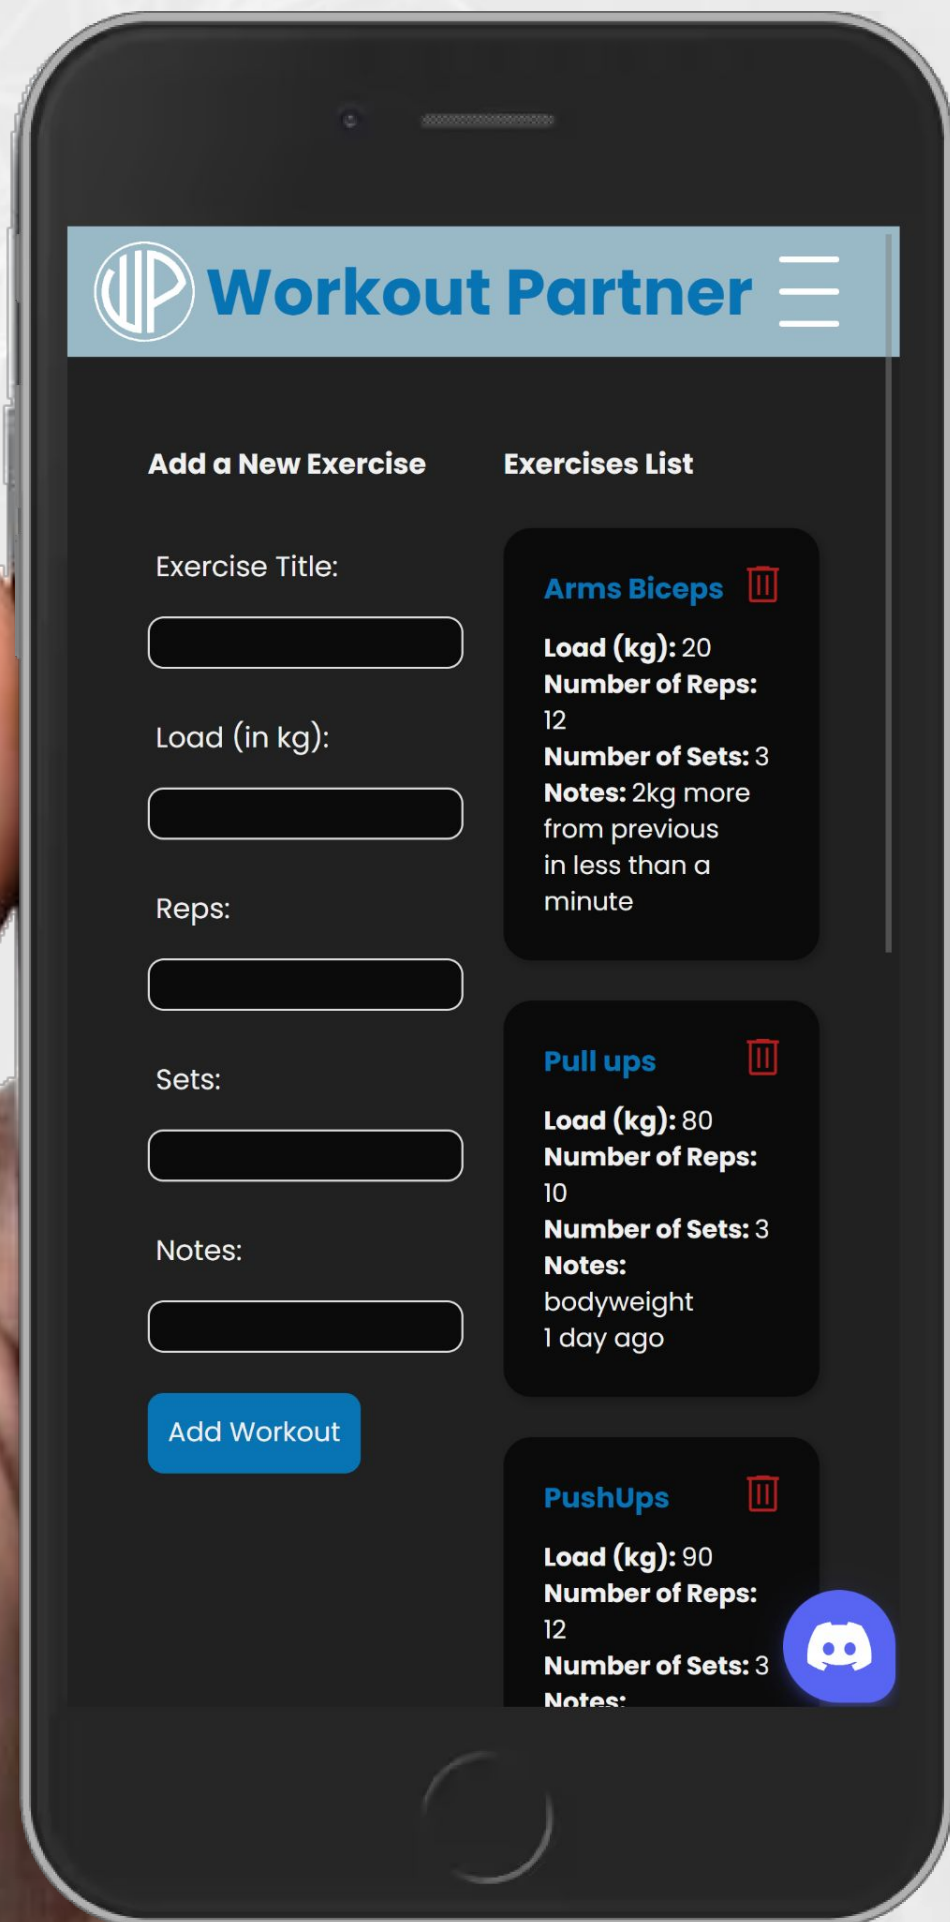 WP Workout Partner
Add a New Exercise
Exercise Title:
Load (in kg):
Reps:
Sets:
Notes:
Add Workout
Exercises List
Arms Biceps
Load (kg): 20
Number of Reps:
12
Number of Sets: 3
Notes: 2kg more
from previous
in less than a
minute
Pull ups
Load (kg): 80
Number of Reps:
10
Number of Sets: 3
Notes:
bodyweight
1 day ago
PushUps
Load (kg): 90
Number of Reps:
12
Number of Sets: 3
Notes: